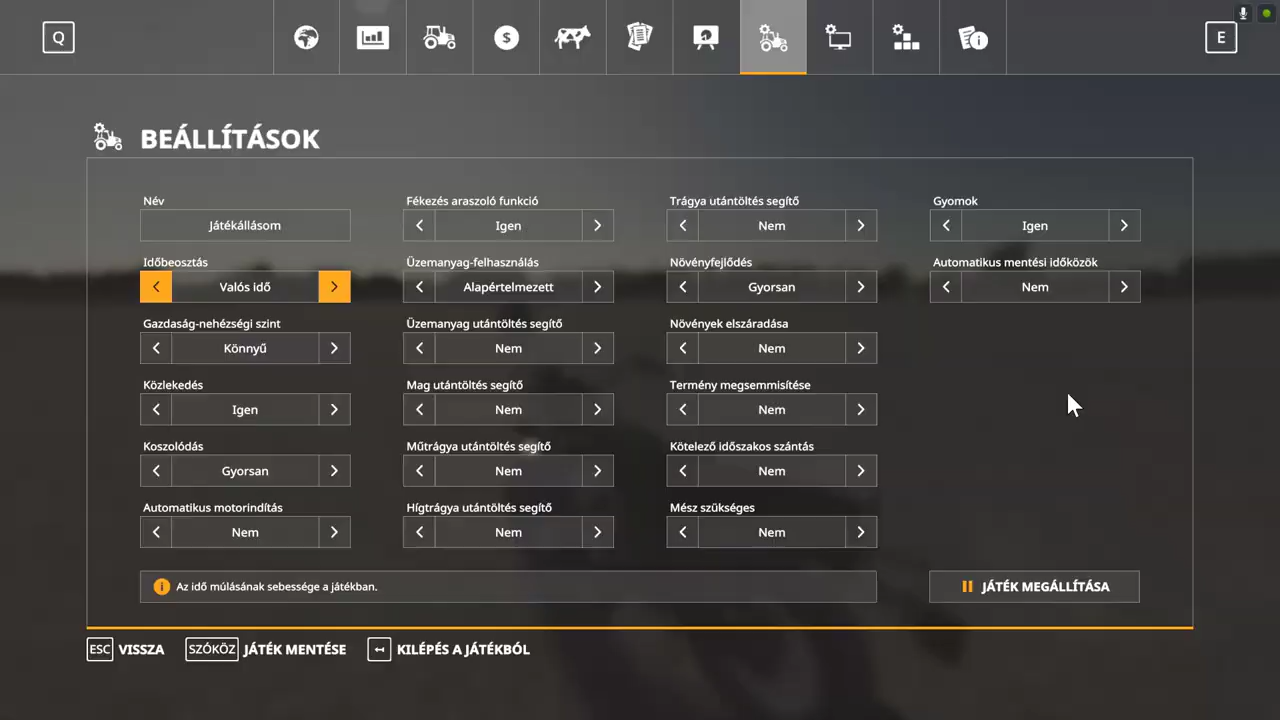 Q
E
BEÁLLÍTÁSOK
Név
Játékállásom
Időbeosztás
Valós idő
Gazdaság-nehézségi szint
Könnyű
Közlekedés
Igen
Koszolódás
Gyorsan
Automatikus motorindítás
Nem
Fékezés araszoló funkció
Igen
Üzemanyag-felhasználás
Alapértelmezett
Üzemanyag utántöltés segítő
Nem
Mag utántöltés segítő
Nem
Műtrágya utántöltés segítő
Nem
Hígtrágya utántöltés segítő
Nem
Trágya utántöltés segítő
Nem
Növényfejlődés
Gyorsan
Növények elszáradása
Nem
Termény megsemmisítése
Nem
Kötelező időszakos szántás
Nem
Mész szükséges
Nem
Gyomok
Igen
Automatikus mentési időközök
Nem
Az idő múlásának sebessége a játékban.
JÁTÉK MEGÁLLÍTÁSA
ESC VISSZA SZÓKÖZ JÁTÉK MENTÉSE KILÉPÉS A JÁTÉKBÓL